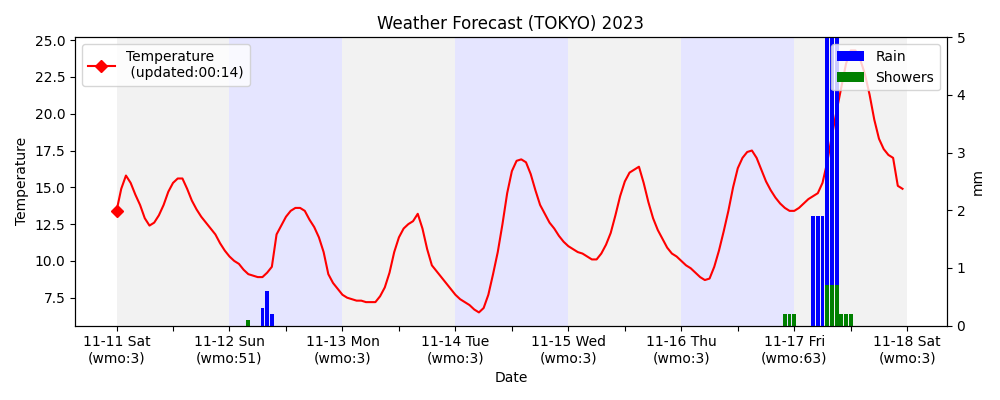 Weather Forecast (TOKYO) 2023
Temperature
(updated:00:14)
Rain
Showers
25.0
22.5
20.0
17.5
15.0
12.5
10.0
7.5
Temperature
5
4
3
2
1
0
mm
11-11 Sat
(wmo:3)
11-12 Sun
(wmo:51)
11-13 Mon
(wmo:3)
11-14 Tue
(wmo:3)
11-15 Wed
(wmo:3)
11-16 Thu
(wmo:3)
11-17 Fri
(wmo:63)
11-18 Sat
(wmo:3)
Date